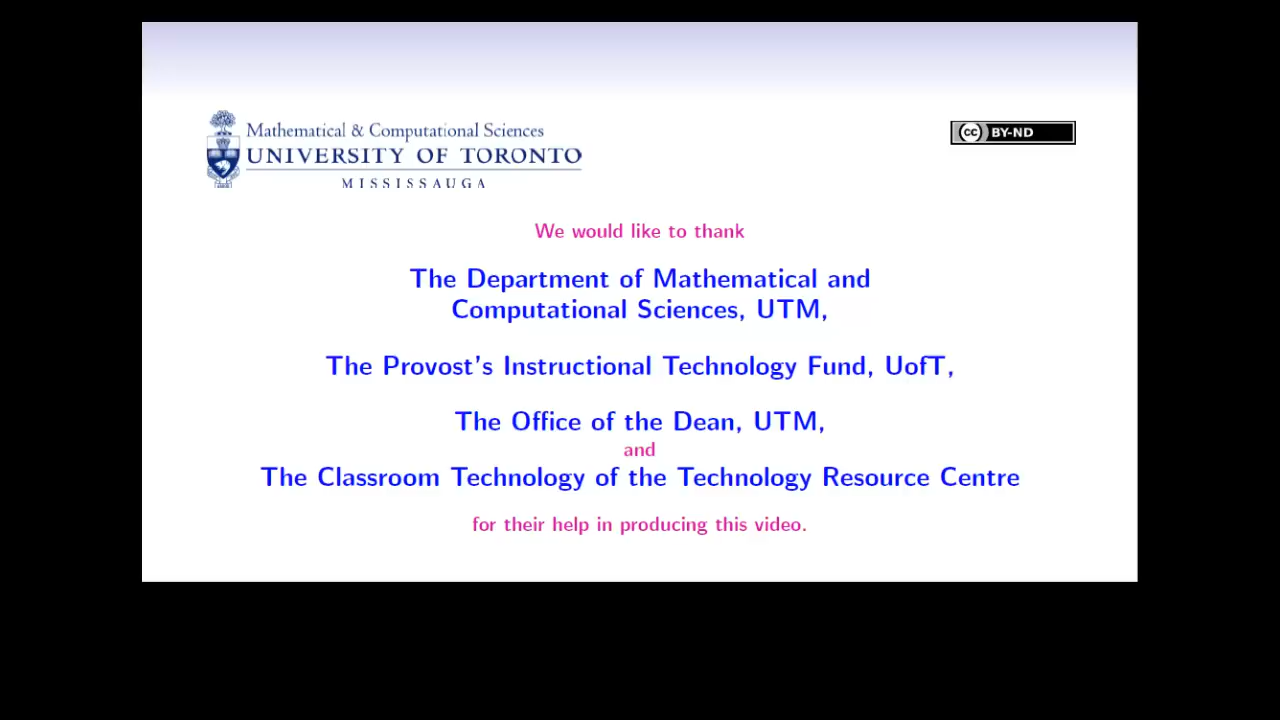 Mathematical & Computational Sciences
UNIVERSITY OF TORONTO
MISSISSAUGA
cc BY-ND
We would like to thank
The Department of Mathematical and
Computational Sciences, UTM,
The Provost's Instructional Technology Fund, UofT,
The Office of the Dean, UTM,
and
The Classroom Technology of the Technology Resource Centre
for their help in producing this video.